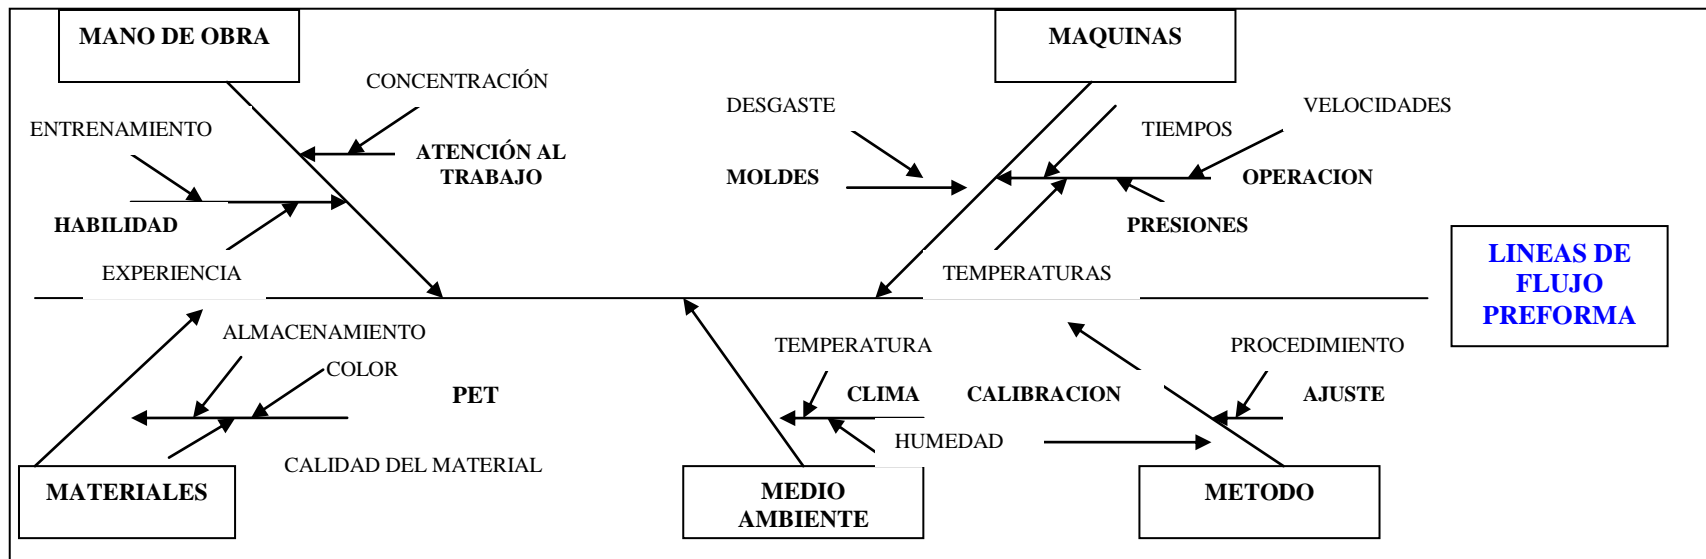 MANO DE OBRA
MAQUINAS
CONCENTRACIÓN
DESGASTE
VELOCIDADES
ENTRENAMIENTO
TIEMPOS
ATENCIÓN AL
TRABAJO
MOLDES
OPERACION
HABILIDAD
PRESIONES
EXPERIENCIA
TEMPERATURAS
LINEAS DE
FLUJO
PREFORMA
ALMACENAMIENTO
COLOR
PET
TEMPERATURA
CLIMA
CALIBRACION
PROCEDIMIENTO
AJUSTE
HUMEDAD
CALIDAD DEL MATERIAL
MATERIALES
MEDIO
AMBIENTE
METODO